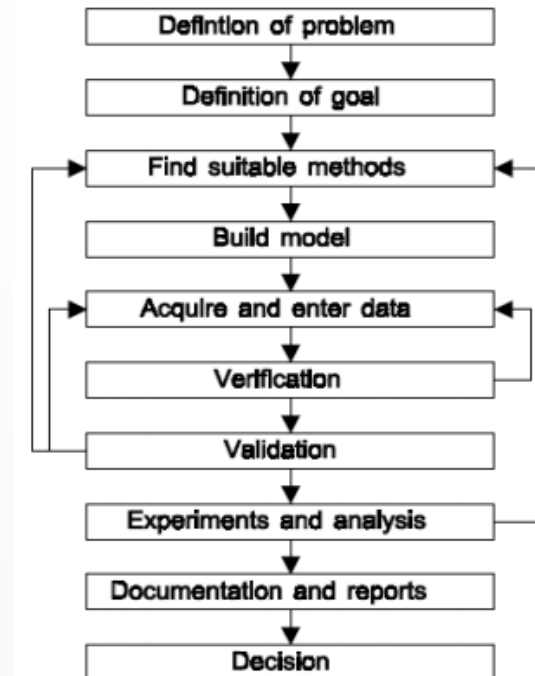 Defintion of problem
Definition of goal
Find suitable methods
Build model
Acquire and enter data
Verification
Validation
Experiments and analysis
Documentation and reports
Decision